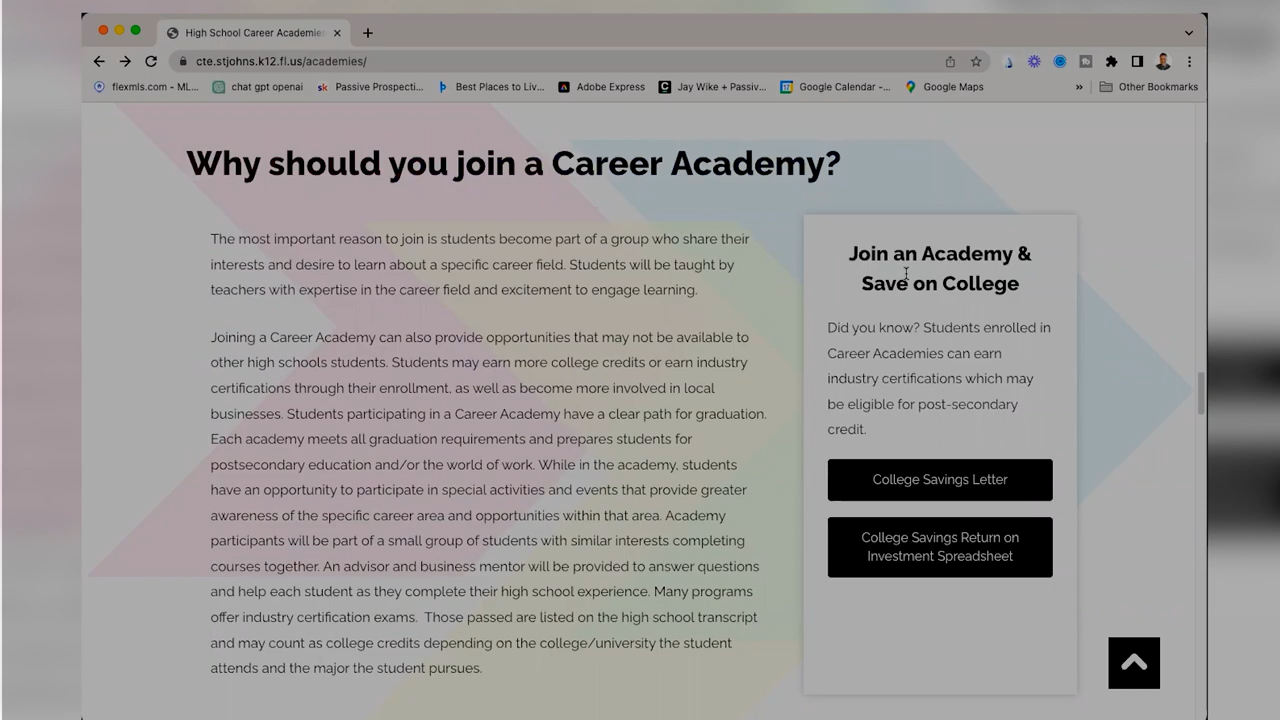 High School Career Academie
cte.stjohns.k12.fl.us/academies/
flexmls.com - ML...
chat gpt openai
Passive Prospecti...
Best Places to Liv...
Adobe Express
Jay Wike + Passiv...
Google Calendar -...
Google Maps
Other Bookmarks
Why should you join a Career Academy?
The most important reason to join is students become part of a group who share their
interests and desire to learn about a specific career field. Students will be taught by
teachers with expertise in the career field and excitement to engage learning.
Joining a Career Academy can also provide opportunities that may not be available to
other high schools students. Students may earn more college credits or earn industry
certifications through their enrollment, as well as become more involved in local
businesses. Students participating in a Career Academy have a clear path for graduation.
Each academy meets all graduation requirements and prepares students for
postsecondary education and/or the world of work. While in the academy, students
have an opportunity to participate in special activities and events that provide greater
awareness of the specific career area and opportunities within that area. Academy
participants will be part of a small group of students with similar interests completing
courses together. An advisor and business mentor will be provided to answer questions
and help each student as they complete their high school experience. Many programs
offer industry certification exams. Those passed are listed on the high school transcript
and may count as college credits depending on the college/university the student
attends and the major the student pursues.
Join an Academy &
Save on College
Did you know? Students enrolled in
Career Academies can earn
industry certifications which may
be eligible for post-secondary
credit.
College Savings Letter
College Savings Return on
Investment Spreadsheet